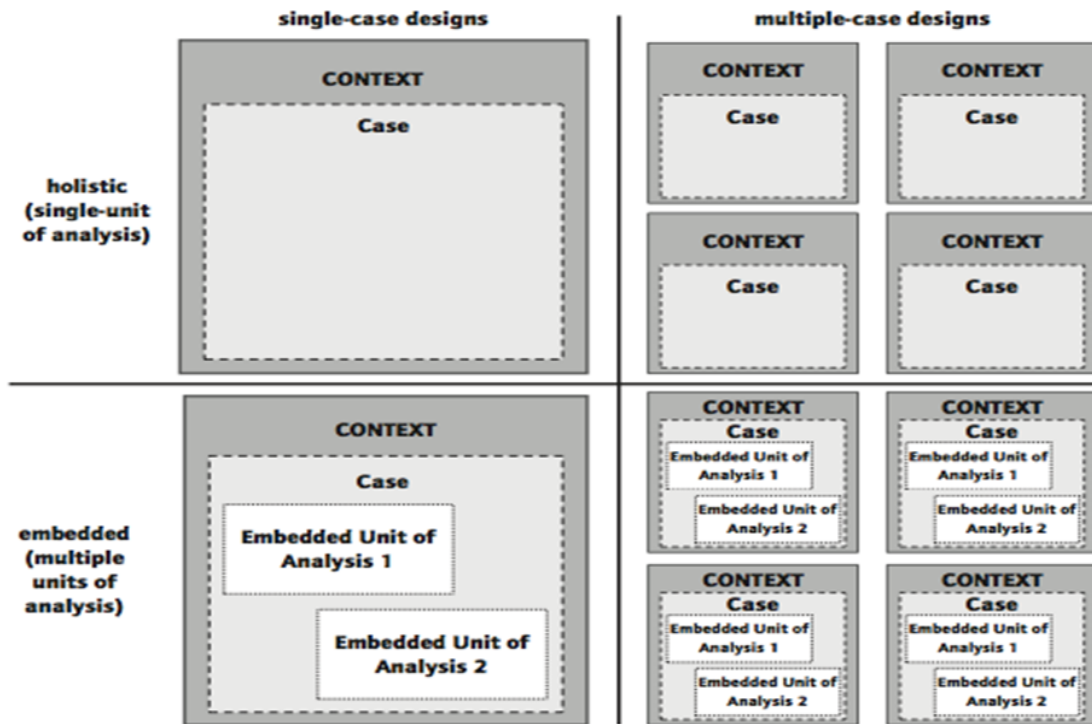 single-case designs
multiple-case designs
holistic
(single-unit
of analysis)
CONTEXT
Case
CONTEXT
Case
CONTEXT
Case
CONTEXT
Case
CONTEXT
Case
embedded
(multiple
units of
analysis)
CONTEXT
Case
Embedded Unit of
Analysis 1
Embedded Unit of
Analysis 2
CONTEXT
Case
Embedded Unit of
Analysis 1
Embedded Unit of
Analysis 2
CONTEXT
Case
Embedded Unit of
Analysis 1
Embedded Unit of
Analysis 2
CONTEXT
Case
Embedded Unit of
Analysis 1
Embedded Unit of
Analysis 2
CONTEXT
Case
Embedded Unit of
Analysis 1
Embedded Unit of
Analysis 2